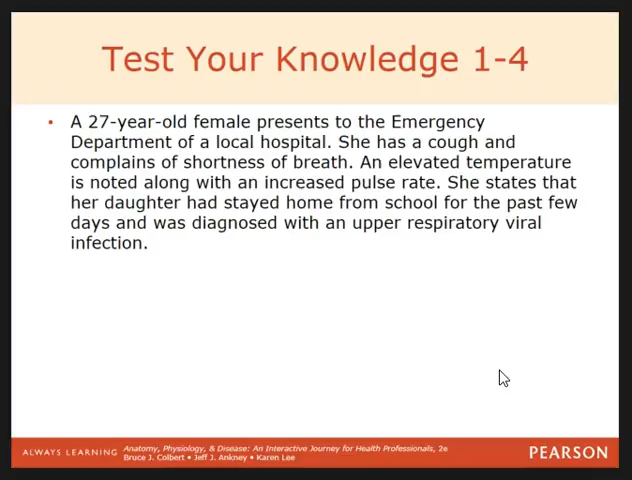 Test Your Knowledge 1-4
• A 27-year-old female presents to the Emergency
Department of a local hospital. She has a cough and
complains of shortness of breath. An elevated temperature
is noted along with an increased pulse rate. She states that
her daughter had stayed home from school for the past few
days and was diagnosed with an upper respiratory viral
infection.
ALWAYS LEARNING
Anatomy, Physiology, & Disease: An Interactive Journey for Health Professionals, 2e
Bruce J. Colbert • Jeff J. Ankney • Karen Lee
PEARSON